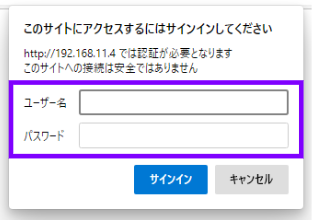 このサイトにアクセスするにはサインインしてください
http://192.168.11.4 では認証が必要となります
このサイトへの接続は安全ではありません
ユーザー名
パスワード
サインイン キャンセル